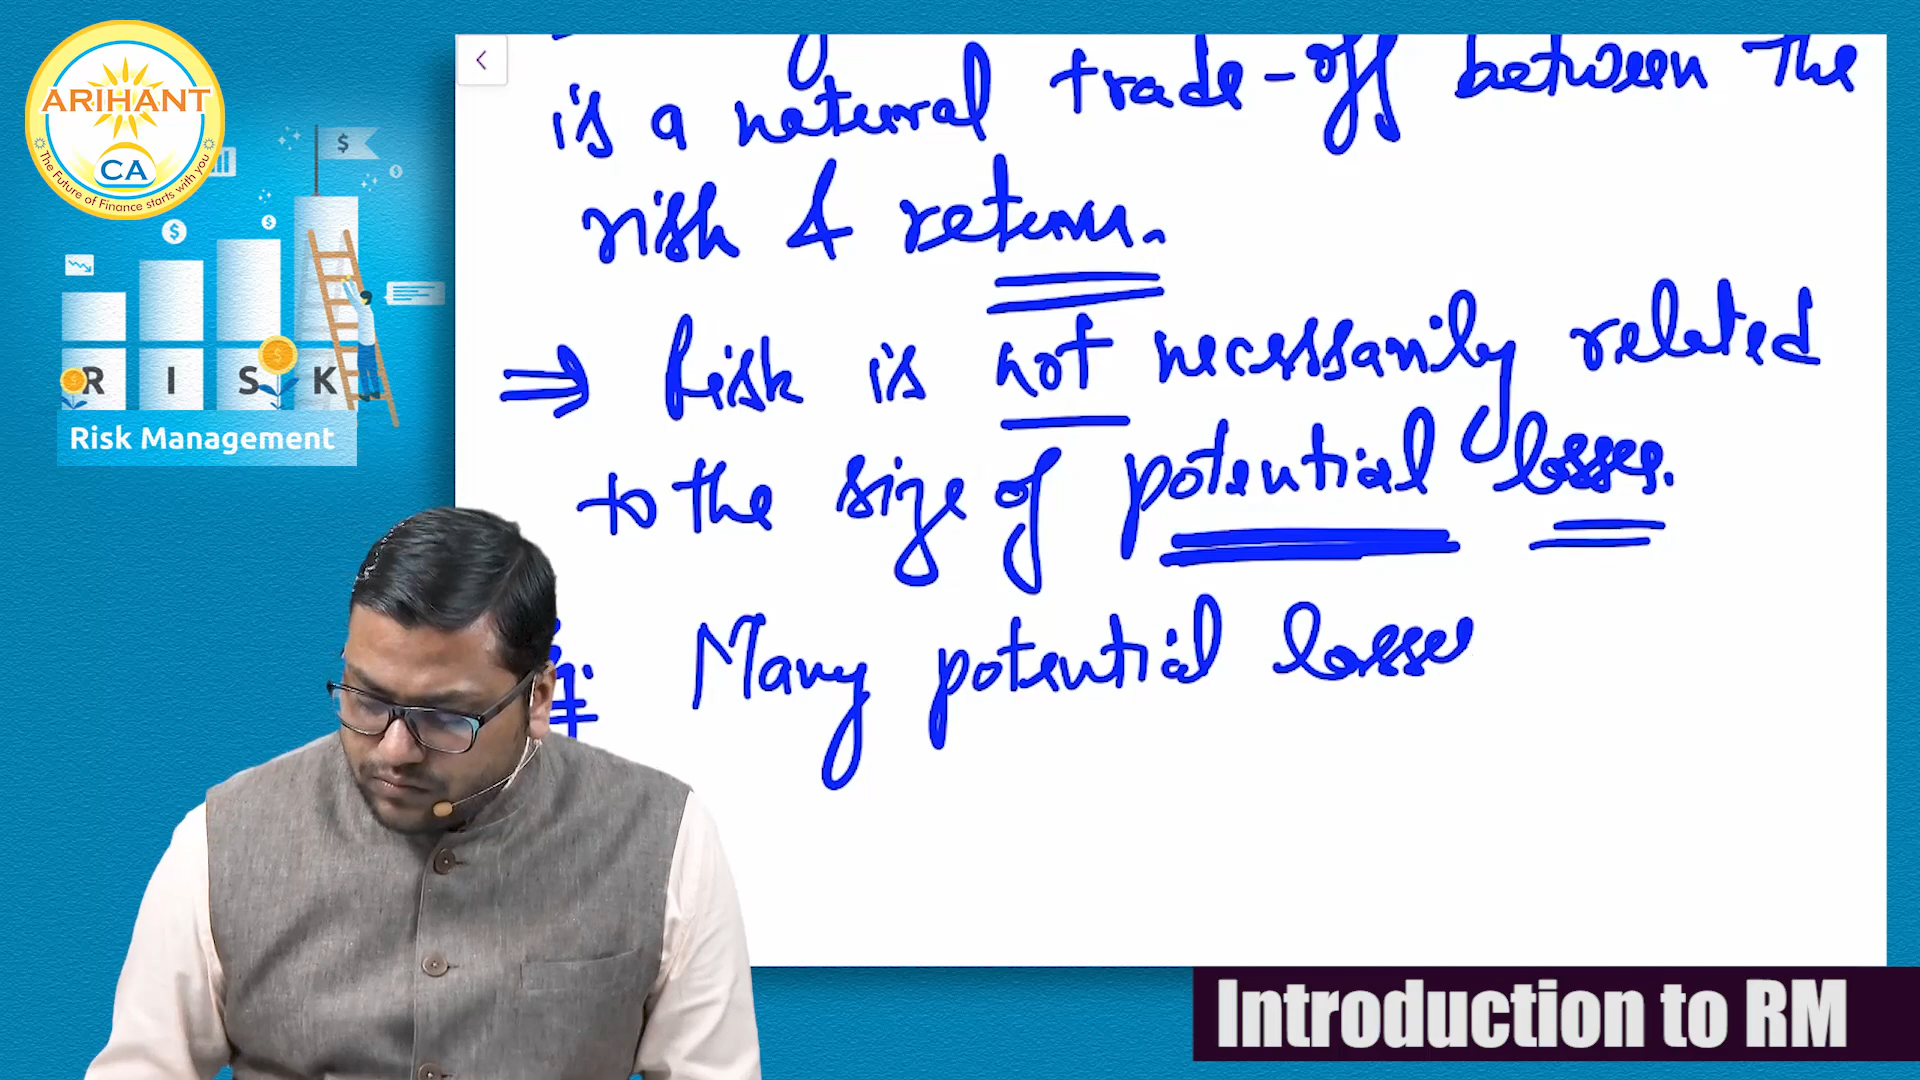 ARIHANT
CA
The Future of Finance starts with you
$
$
$
R I S K
Risk Management
is a natural trade-off between the
risk & return.
⇒ Risk is not necessarily related
to the size of potential losses.
Many potential losses
Introduction to RM